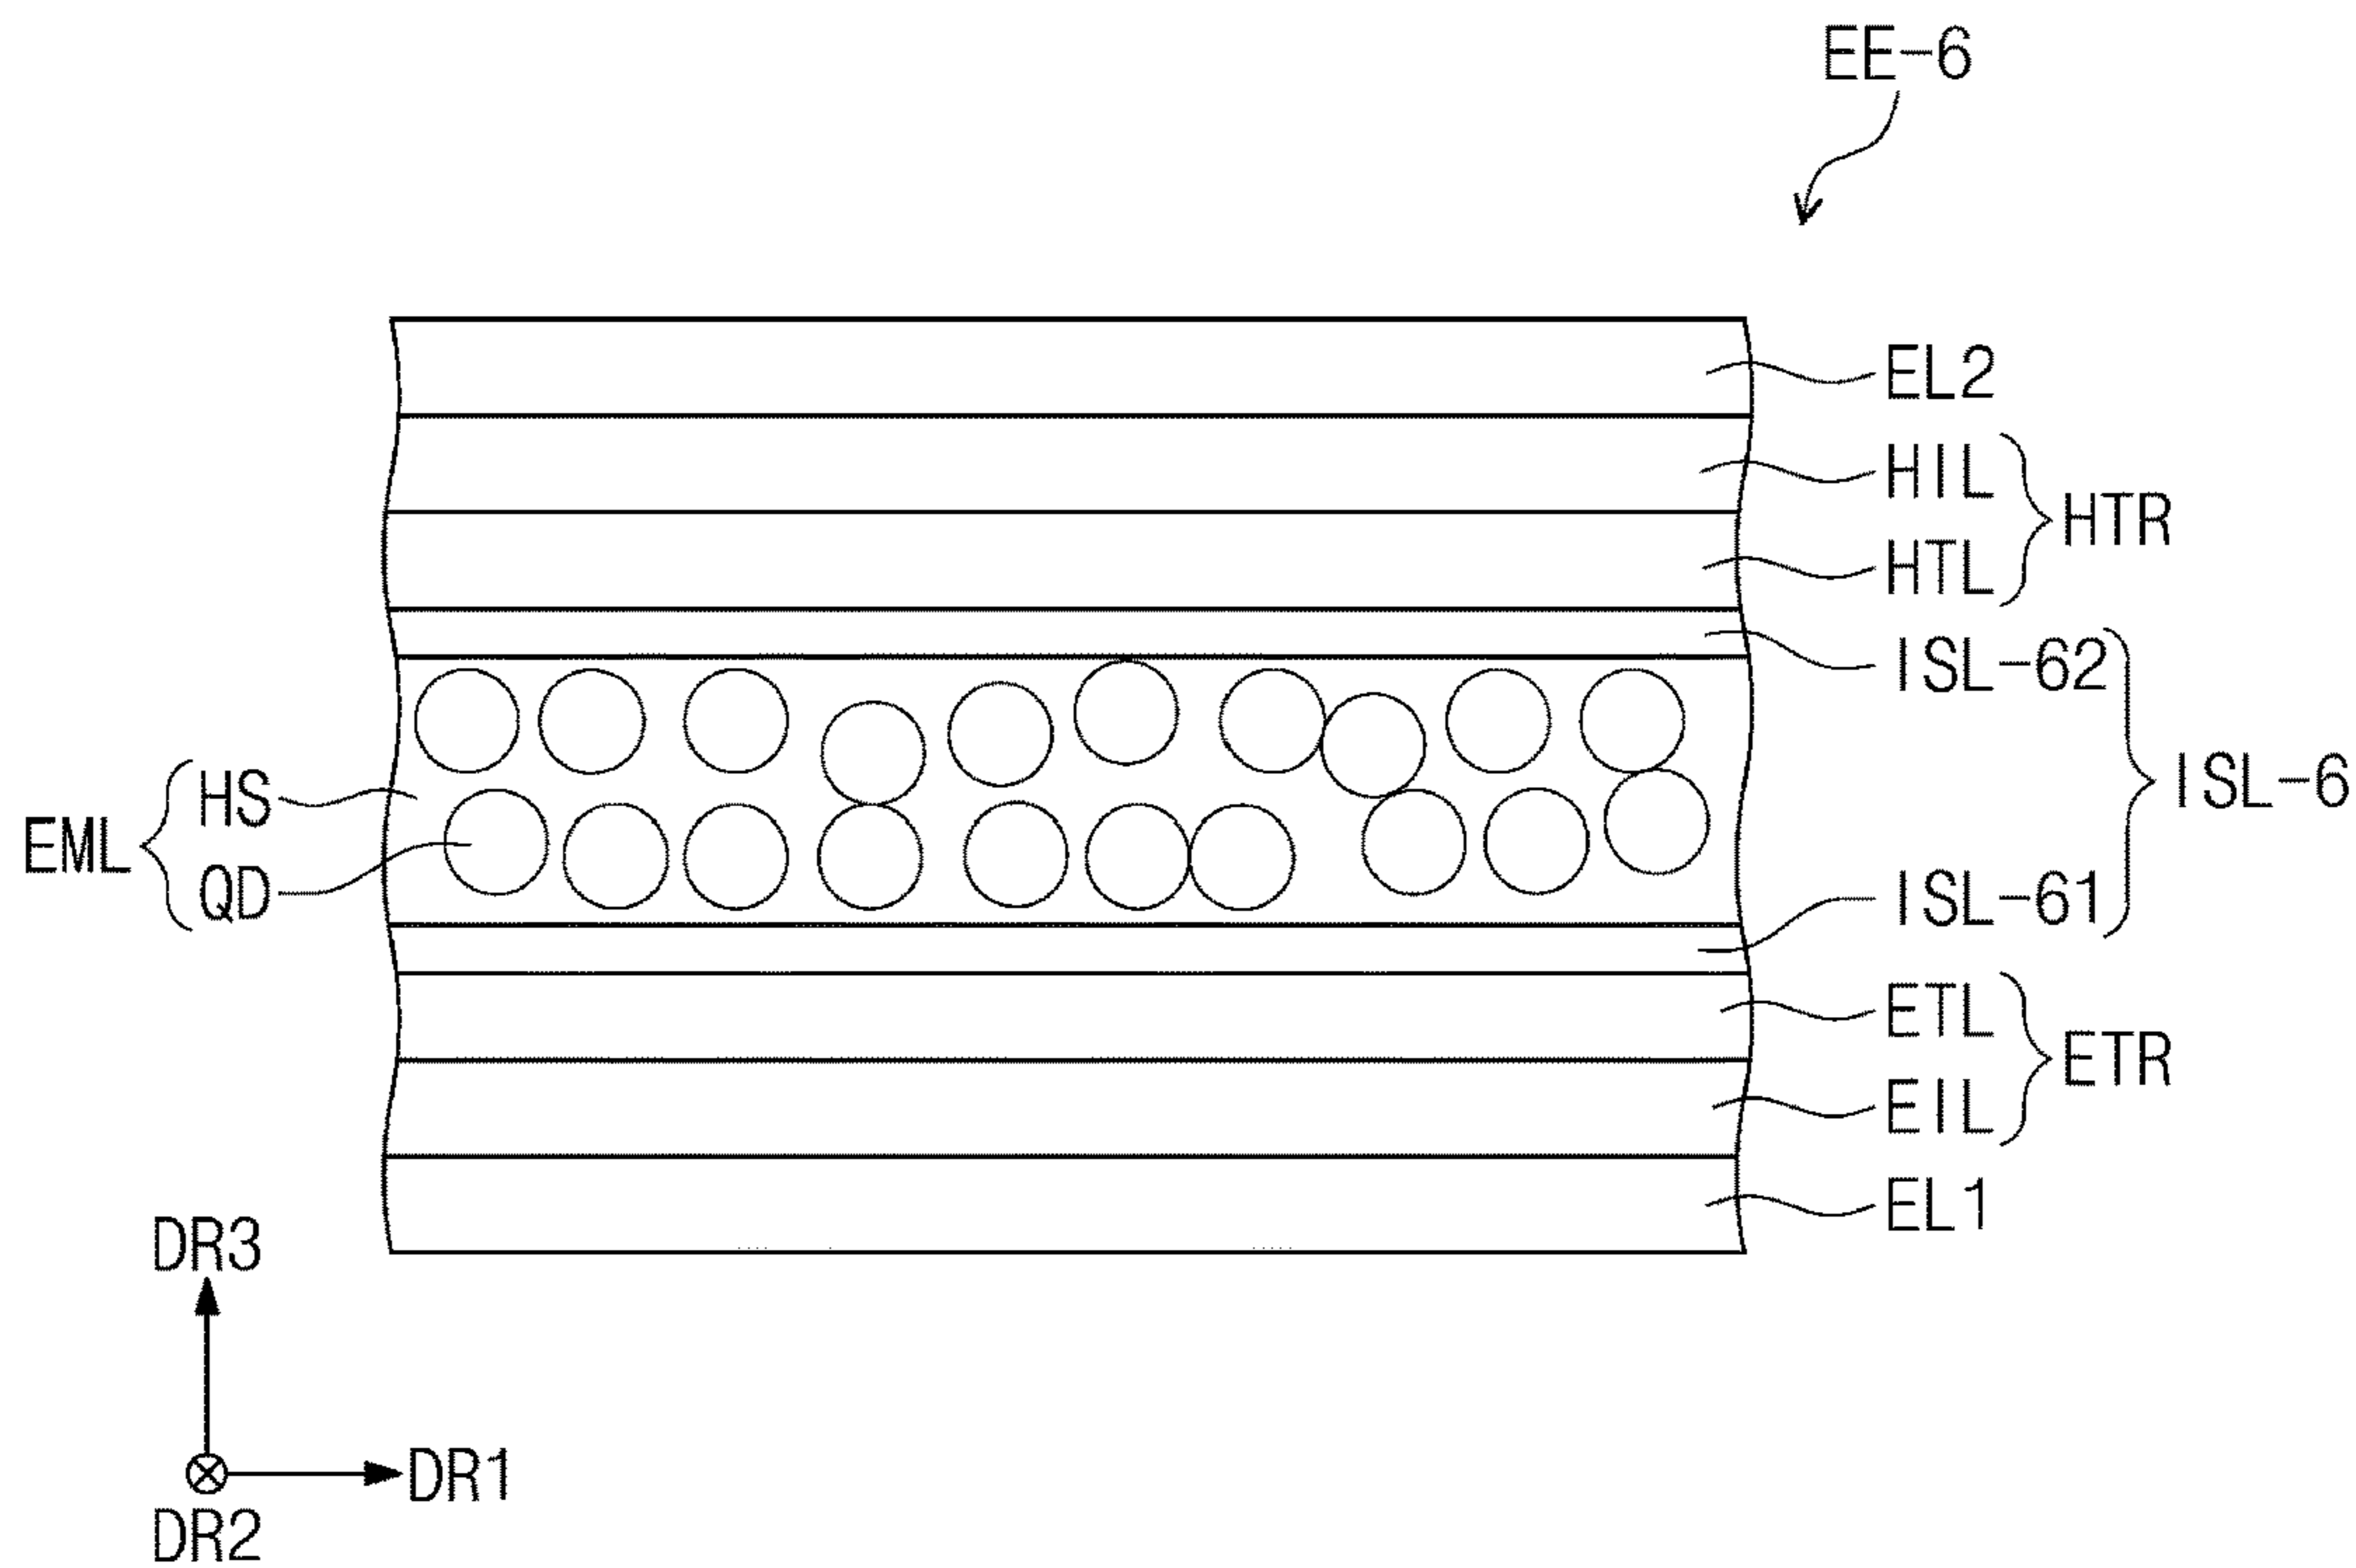 EE-6
EL2
HIL
HTR
HTL
ISL-62
HS
ISL-6
EML
QD
ISL-61
ETL
ETR
EIL
EL1
DR3
DR1
DR2